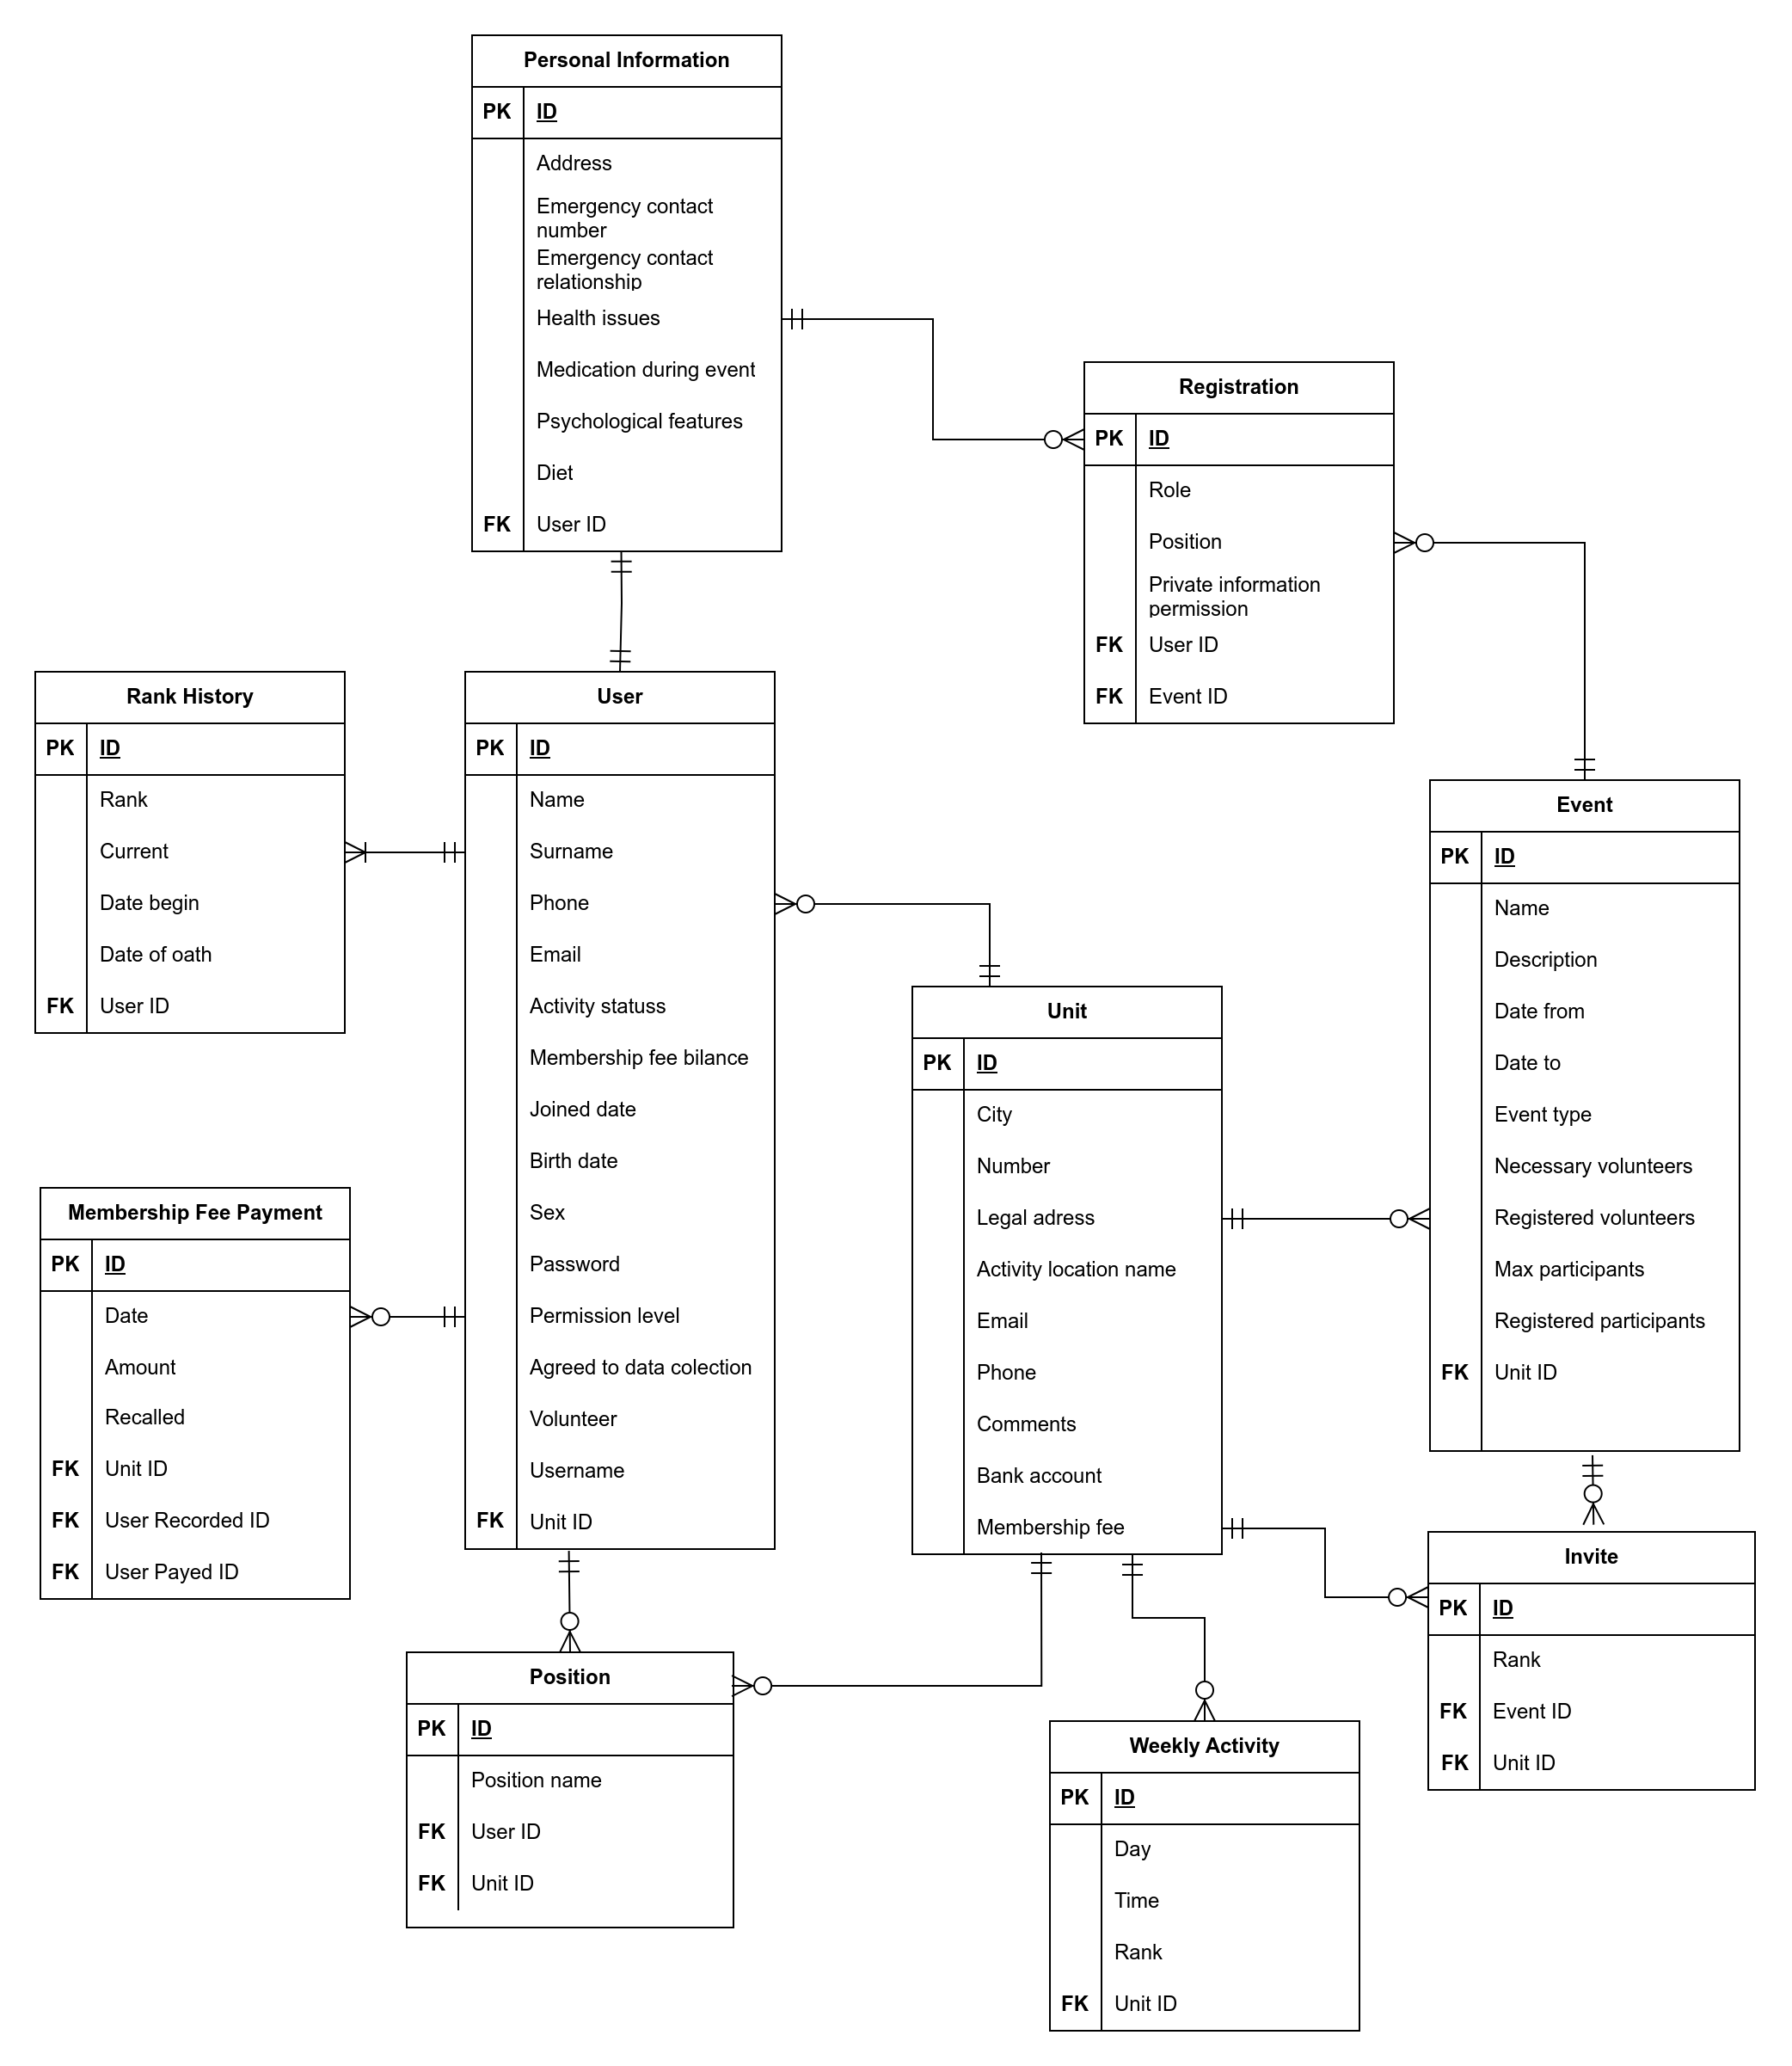 Personal Information
PK ID
Address
Emergency contact
number
Emergency contact
relationship
Health issues
Medication during event
Psychological features
Diet
FK User ID
Registration
PK ID
Role
Position
Private information
permission
FK User ID
FK Event ID
Rank History
PK ID
Rank
Current
Date begin
Date of oath
FK User ID
User
PK ID
Name
Surname
Phone
Email
Activity statuss
Membership fee bilance
Joined date
Birth date
Sex
Password
Permission level
Agreed to data colection
Volunteer
Username
FK Unit ID
Event
PK ID
Name
Description
Date from
Date to
Event type
Necessary volunteers
Registered volunteers
Max participants
Registered participants
FK Unit ID
Unit
PK ID
City
Number
Legal adress
Activity location name
Email
Phone
Comments
Bank account
Membership fee
Membership Fee Payment
PK ID
Date
Amount
Recalled
FK Unit ID
FK User Recorded ID
FK User Payed ID
Invite
PK ID
Rank
FK Event ID
FK Unit ID
Position
PK ID
Position name
FK User ID
FK Unit ID
Weekly Activity
PK ID
Day
Time
Rank
FK Unit ID